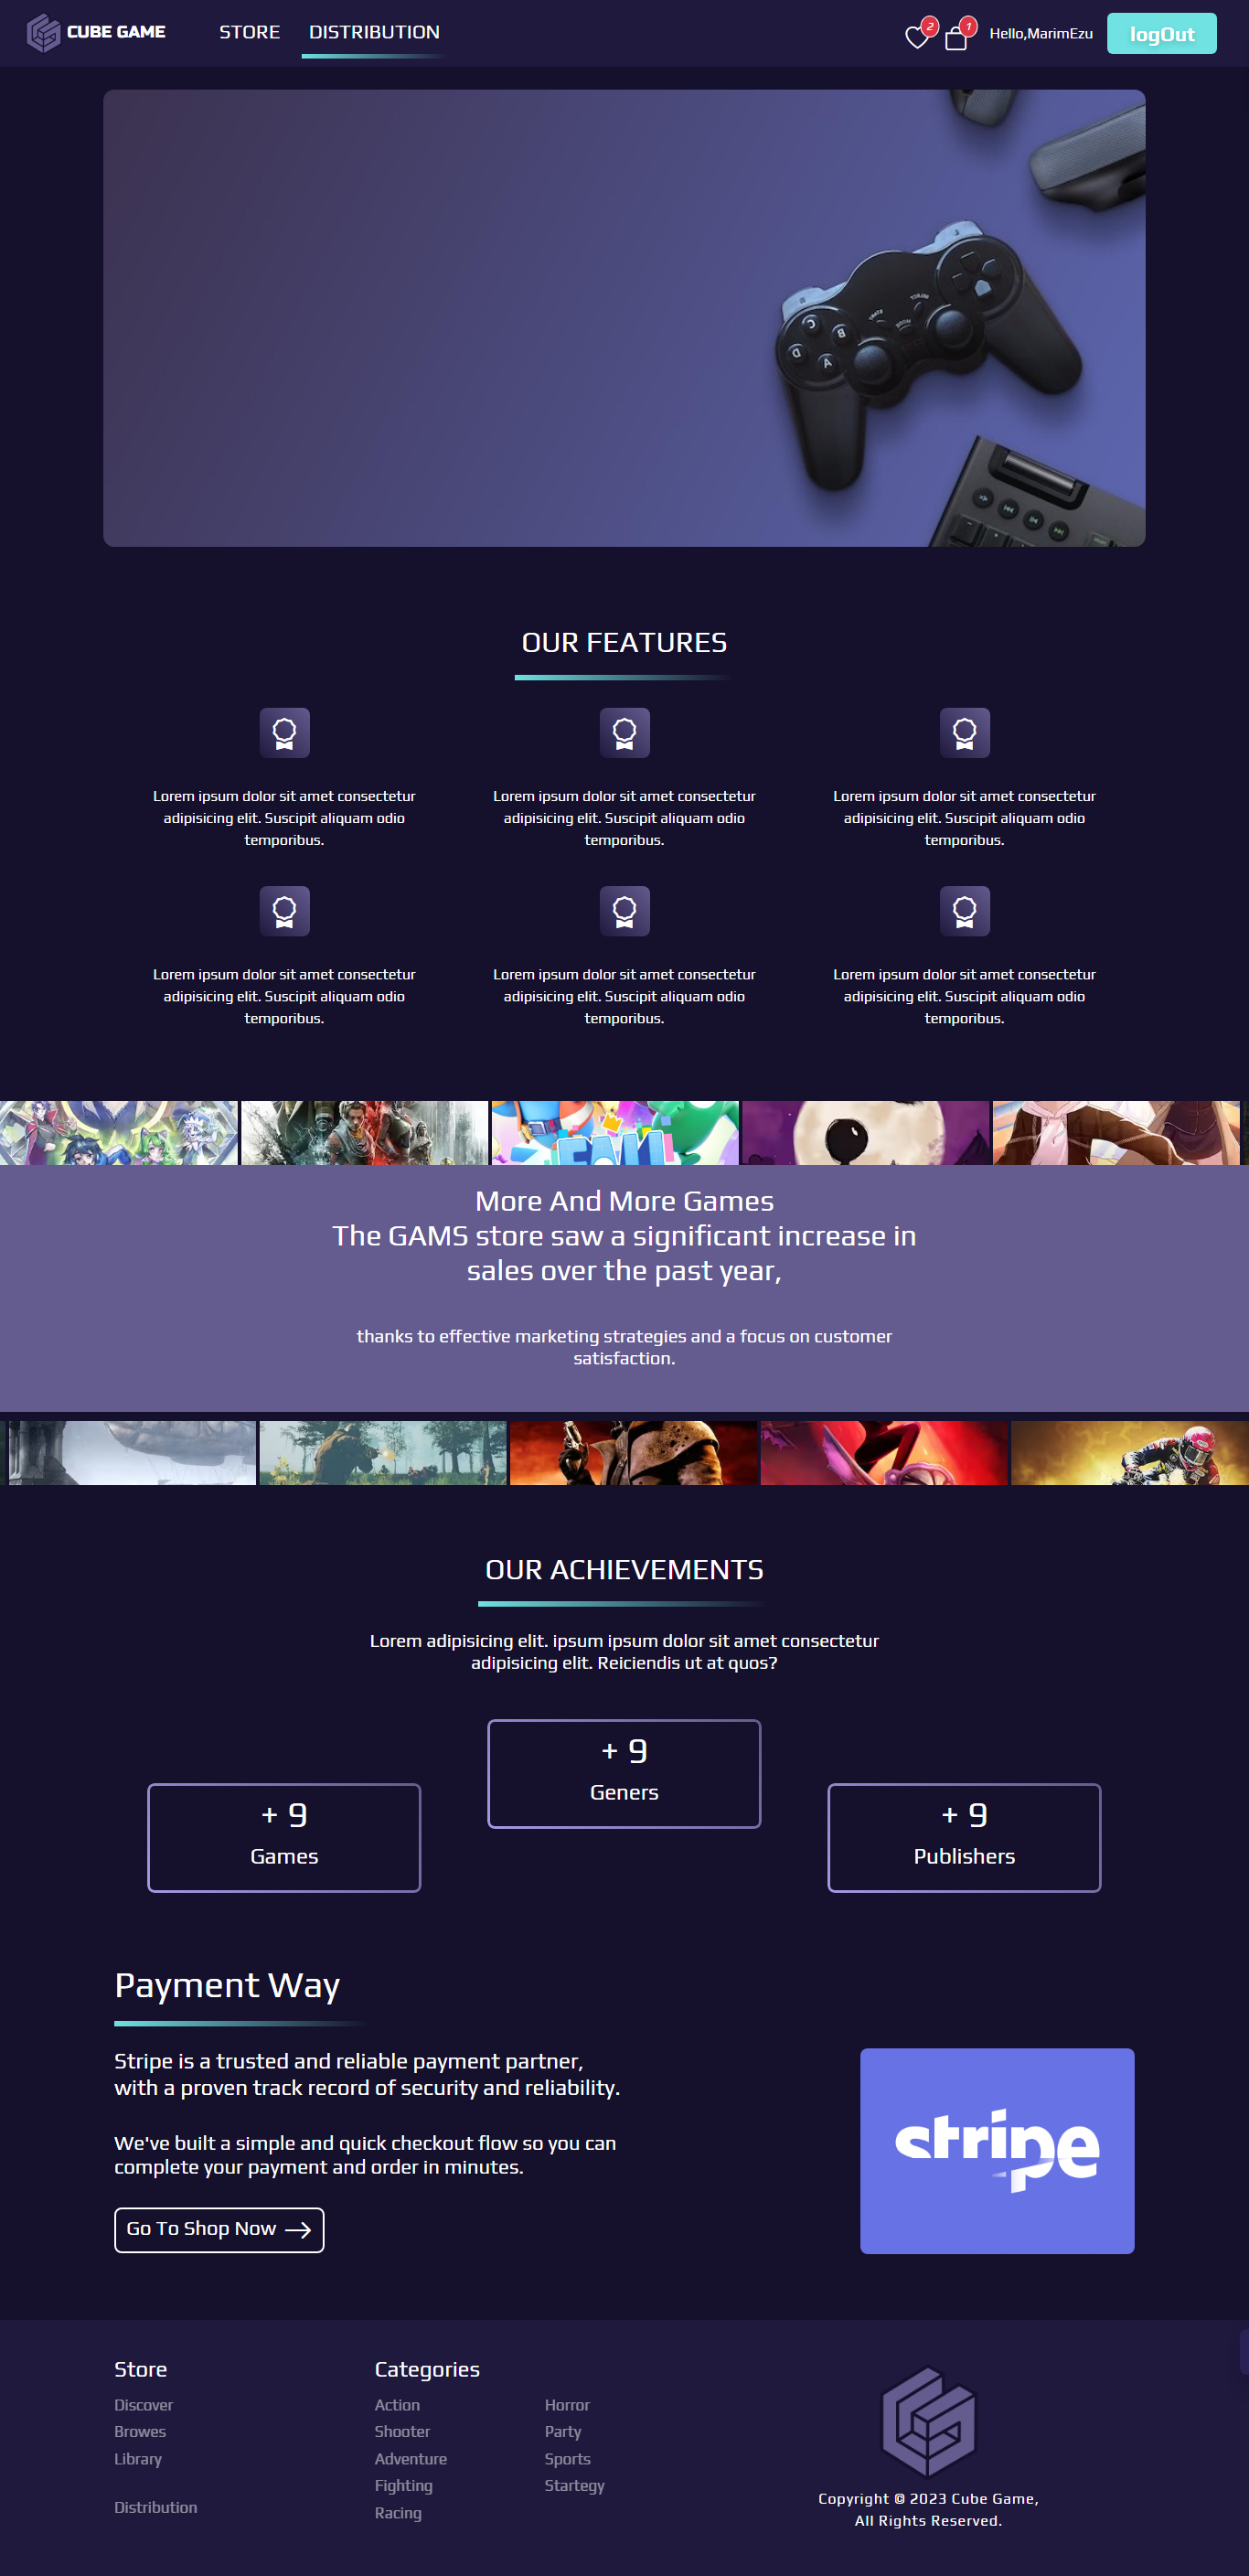 CUBE GAME
STORE
DISTRIBUTION
2
1
Hello,MarimEzu
logOut
C
B
D
A
OUR FEATURES
Lorem ipsum dolor sit amet consectetur
adipisicing elit. Suscipit aliquam odio
temporibus.
Lorem ipsum dolor sit amet consectetur
adipisicing elit. Suscipit aliquam odio
temporibus.
Lorem ipsum dolor sit amet consectetur
adipisicing elit. Suscipit aliquam odio
temporibus.
Lorem ipsum dolor sit amet consectetur
adipisicing elit. Suscipit aliquam odio
temporibus.
Lorem ipsum dolor sit amet consectetur
adipisicing elit. Suscipit aliquam odio
temporibus.
Lorem ipsum dolor sit amet consectetur
adipisicing elit. Suscipit aliquam odio
temporibus.
More And More Games
The GAMS store saw a significant increase in
sales over the past year,
thanks to effective marketing strategies and a focus on customer
satisfaction.
OUR ACHIEVEMENTS
Lorem adipisicing elit. ipsum ipsum dolor sit amet consectetur
adipisicing elit. Reiciendis ut at quos?
+ 9
Geners
+ 9
Games
+ 9
Publishers
Payment Way
Stripe is a trusted and reliable payment partner,
with a proven track record of security and reliability.
We've built a simple and quick checkout flow so you can
complete your payment and order in minutes.
Go To Shop Now
stripe
Store
Discover
Browes
Library
Distribution
Categories
Action
Shooter
Adventure
Fighting
Racing
Horror
Party
Sports
Startegy
Copyright © 2023 Cube Game,
All Rights Reserved.